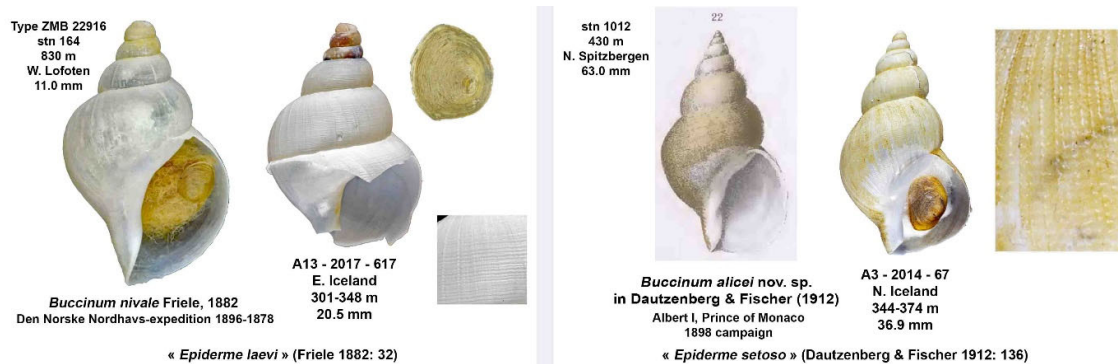 Type ZMB 22916
stn 164
830 m
W. Lofoten
11.0 mm
Buccinum nivale Friele, 1882
Den Norske Nordhavs-expedition 1896-1878
A13 - 2017 - 617
E. Iceland
301-348 m
20.5 mm
« Epiderme laevi » (Friele 1882: 32)
stn 1012
430 m
N. Spitzbergen
63.0 mm
22
Buccinum alicei nov. sp.
in Dautzenberg & Fischer (1912)
Albert I, Prince of Monaco
1898 campaign
A3 - 2014 - 67
N. Iceland
344-374 m
36.9 mm
« Epiderme setoso » (Dautzenberg & Fischer 1912: 136)